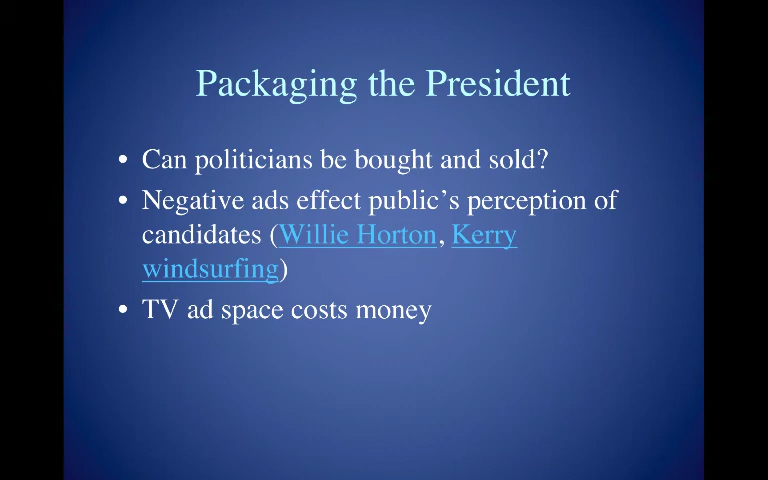 Packaging the President
• Can politicians be bought and sold?
• Negative ads effect public’s perception of
candidates (Willie Horton, Kerry
windsurfing)
• TV ad space costs money